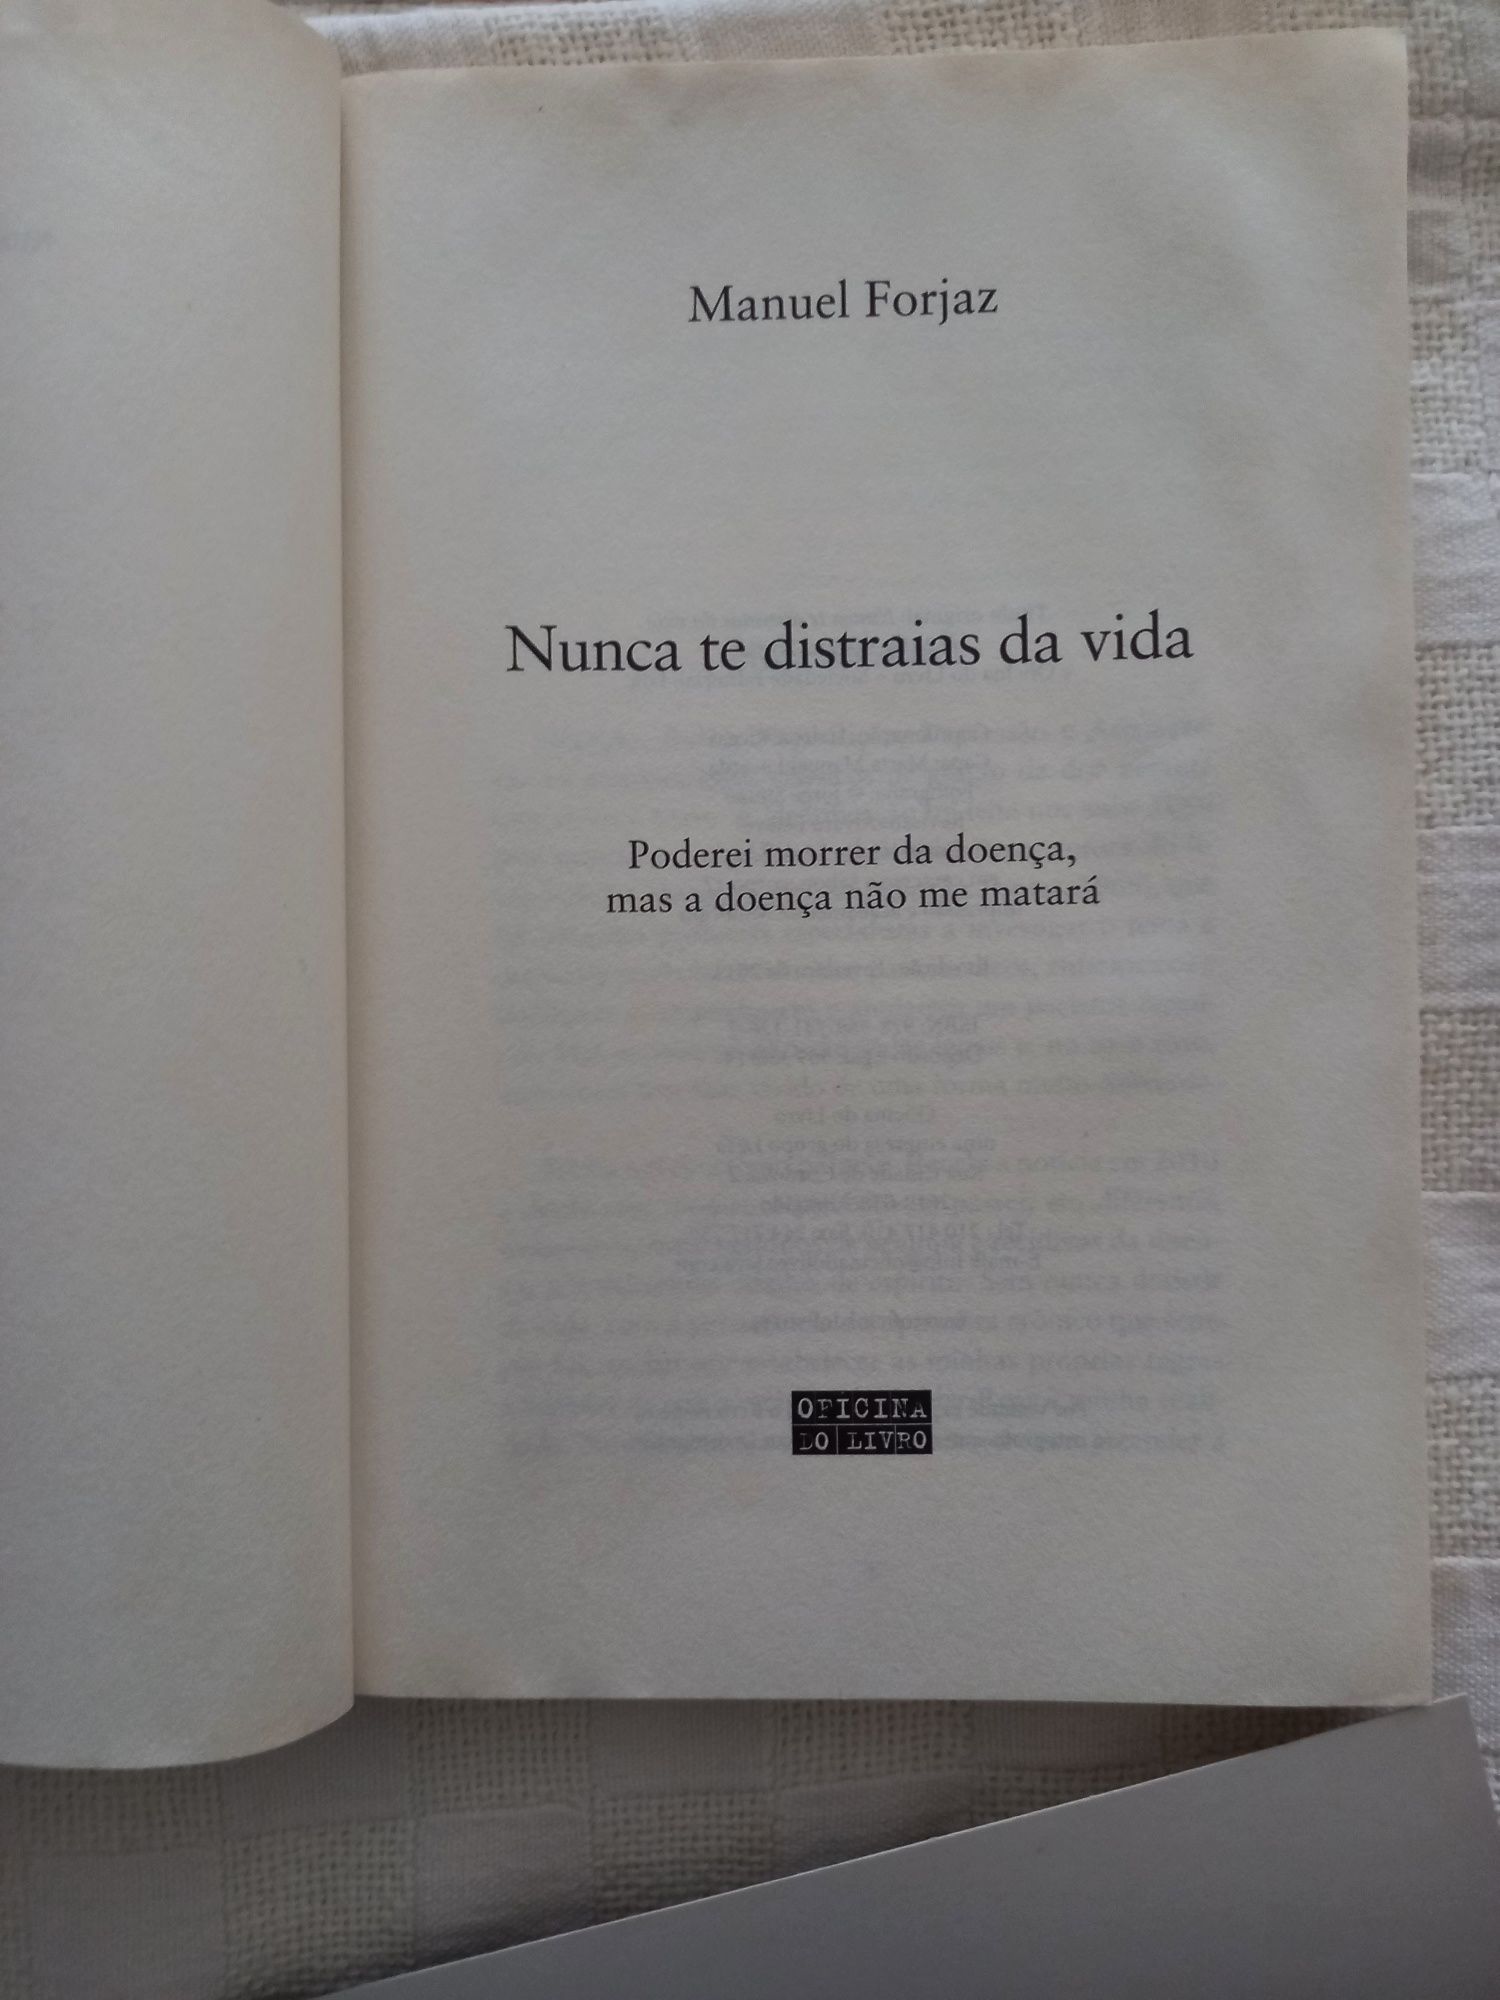 Manuel Forjaz
Nunca te distraias da vida
Poderei morrer da doença,
mas a doença não me matará
OFICINA
DO LIVRO